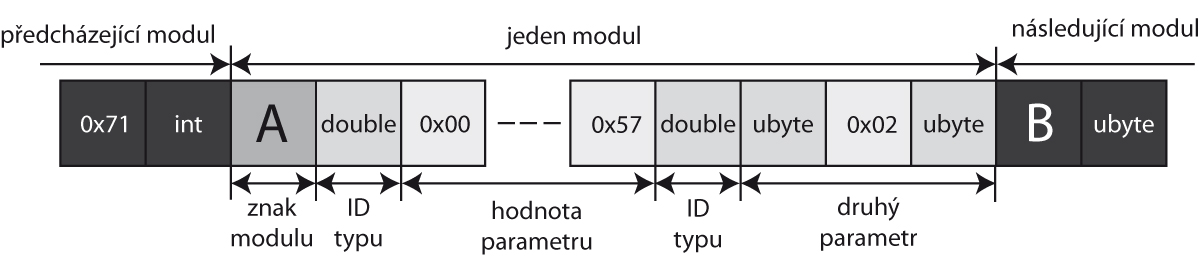 předcházející modul
jeden modul
následující modul
0x71 int A double 0x00 0x57 double ubyte 0x02 ubyte B ubyte
znak modulu
ID typu
hodnota parametru
ID typu
druhý parametr